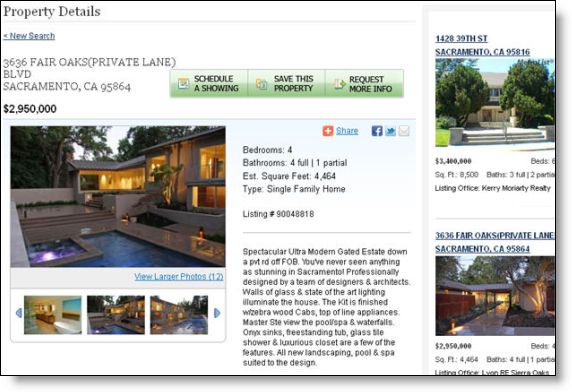 Property Details
< New Search
3636 FAIR OAKS(PRIVATE LANE)
BLVD
SACRAMENTO, CA 95864
$2,950,000
SCHEDULE
A SHOWING
SAVE THIS
PROPERTY
REQUEST
MORE INFO
Share
Bedrooms: 4
Bathrooms: 4 full | 1 partial
Est. Square Feet: 4,464
Type: Single Family Home
Listing # 90048818
View Larger Photos (12)
Spectacular Ultra Modern Gated Estate down
a pvt rd off FOB. You've never seen anything
as stunning in Sacramento! Professionally
designed by a team of designers & architects.
Walls of glass & state of the art lighting
illuminate the house. The Kit is finished
w/zebra wood Cabs, top of line appliances.
Master Ste view the pool/spa & waterfalls.
Onyx sinks, freestanding tub, glass tile
shower & luxurious closet are a few of the
features. All new landscaping, pool & spa
suited to the design.
1428 39TH ST
SACRAMENTO, CA 95816
$3,400,000 Beds: 6
Sq. Ft.: 8,500 Baths: 3 full | 2 partia
Listing Office: Kerry Moriarty Realty
3636 FAIR OAKS(PRIVATE LANE
SACRAMENTO, CA 95864
$2,950,000 Beds: 4
Sq. Ft.: 4,464 Baths: 4 full | 1 partia
Listing Office: Lyon RE Sierra Oaks